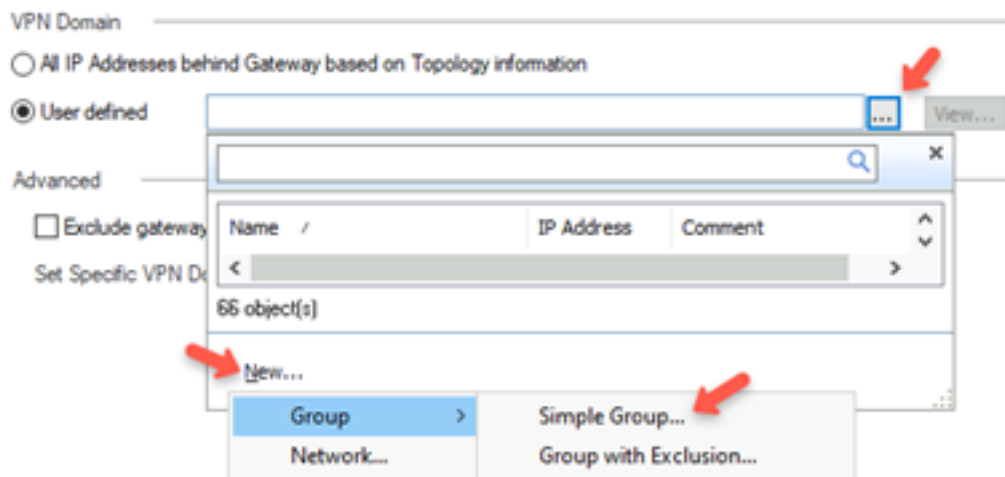 VPN Domain
All IP Addresses behind Gateway based on Topology information
User defined
...
View...
Advanced
Exclude gateway
Name / IP Address Comment
Set Specific VPN Do
66 object(s)
New...
Group > Simple Group...
Network... Group with Exclusion...